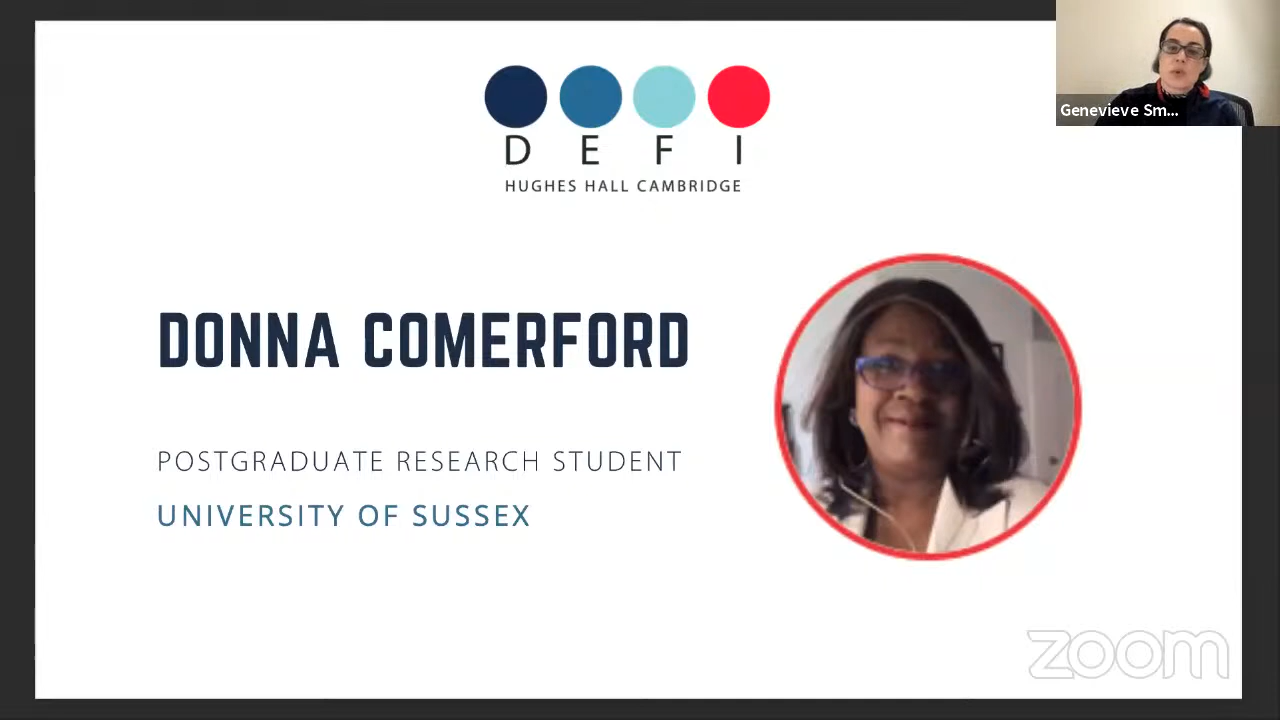 D E F I
HUGHES HALL CAMBRIDGE
Genevieve Sm...
DONNA COMERFORD
POSTGRADUATE RESEARCH STUDENT
UNIVERSITY OF SUSSEX
zoom